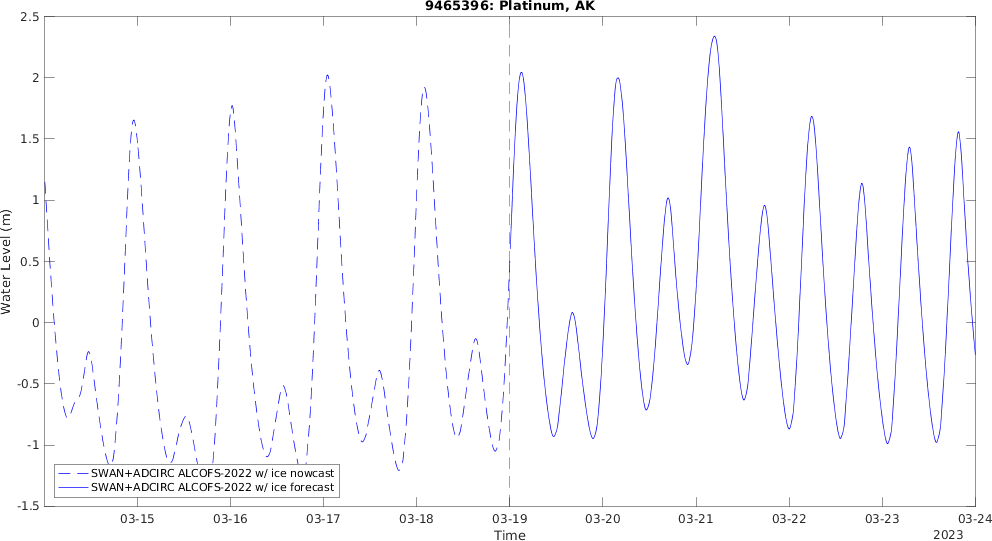 9465396: Platinum, AK
2.5
2
1.5
1
0.5
0
-0.5
-1
-1.5
Water Level (m)
SWAN+ADCIRC ALCOFS-2022 w/ ice nowcast
SWAN+ADCIRC ALCOFS-2022 w/ ice forecast
03-15 03-16 03-17 03-18 03-19 03-20 03-21 03-22 03-23 03-24
Time
2023